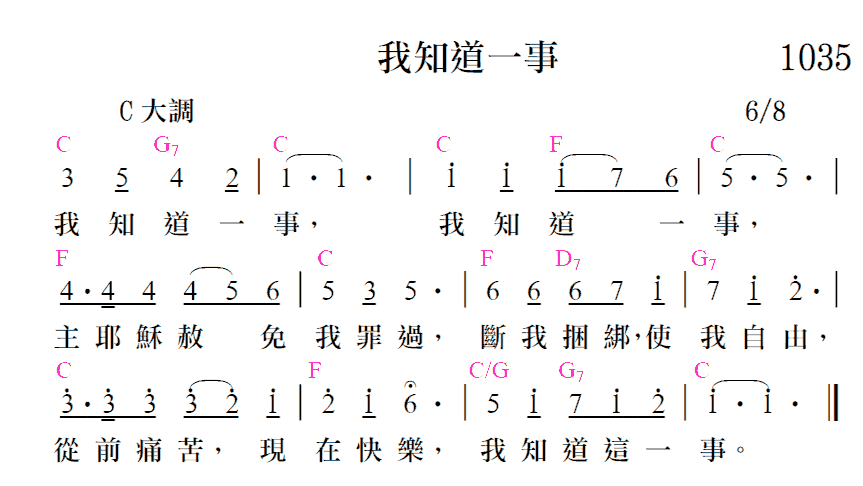 我知道一事 1035
C 大調 6/8
C G7 C C F C
3 5 4 2 | 1 · 1 · | i i i 7 6 | 5 · 5 · |
我 知 道 一 事， 我 知 道 一 事，
F C F D7 G7
4 · 4 4 4 5 6 | 5 3 5 · | 6 6 6 7 i | 7 i 2̇ · |
主 耶 穌 赦 免 我 罪 過， 斷 我 捆 綁，使 我 自 由，
C F C/G G7 C
3̇ · 3̇ 3̇ 3̇ 2̇ i | 2̇ i 6 · | 5 i 7 i 2̇ | i · i · ‖
從 前 痛 苦， 現 在 快 樂， 我 知 道 這 一 事。